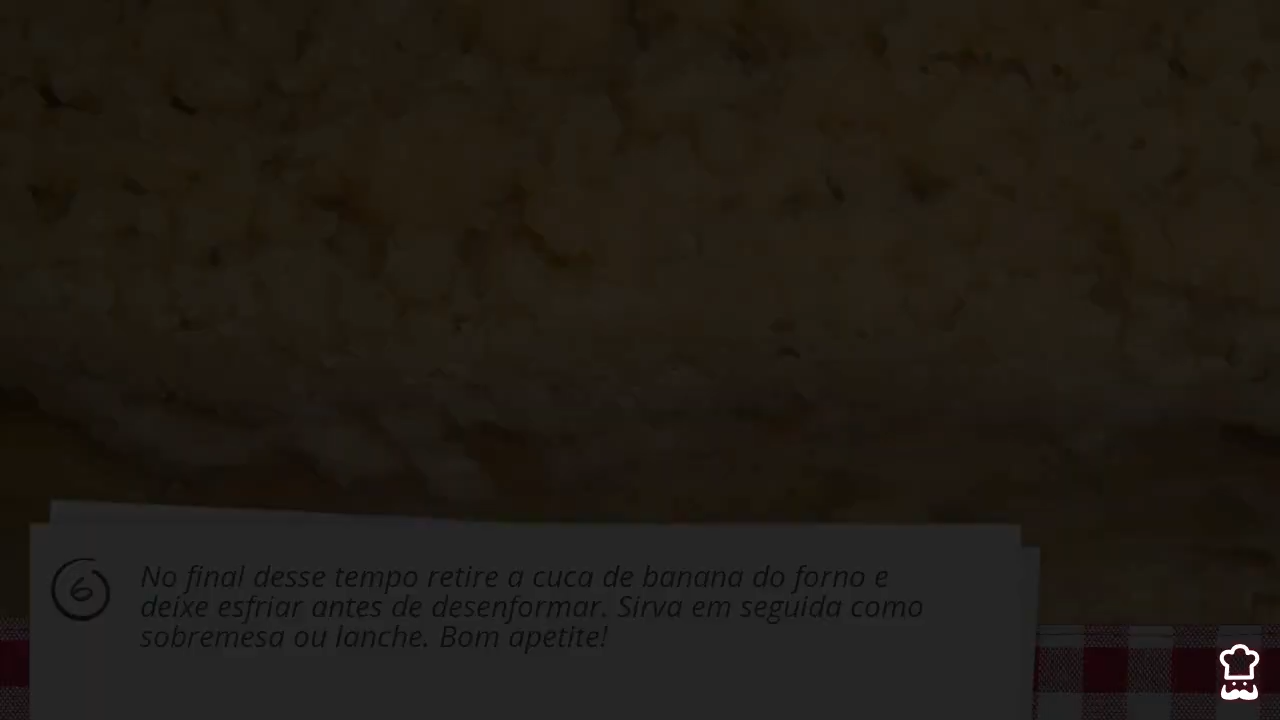 6
No final desse tempo retire a cuca de banana do forno e
deixe esfriar antes de desenformar. Sirva em seguida como
sobremesa ou lanche. Bom apetite!